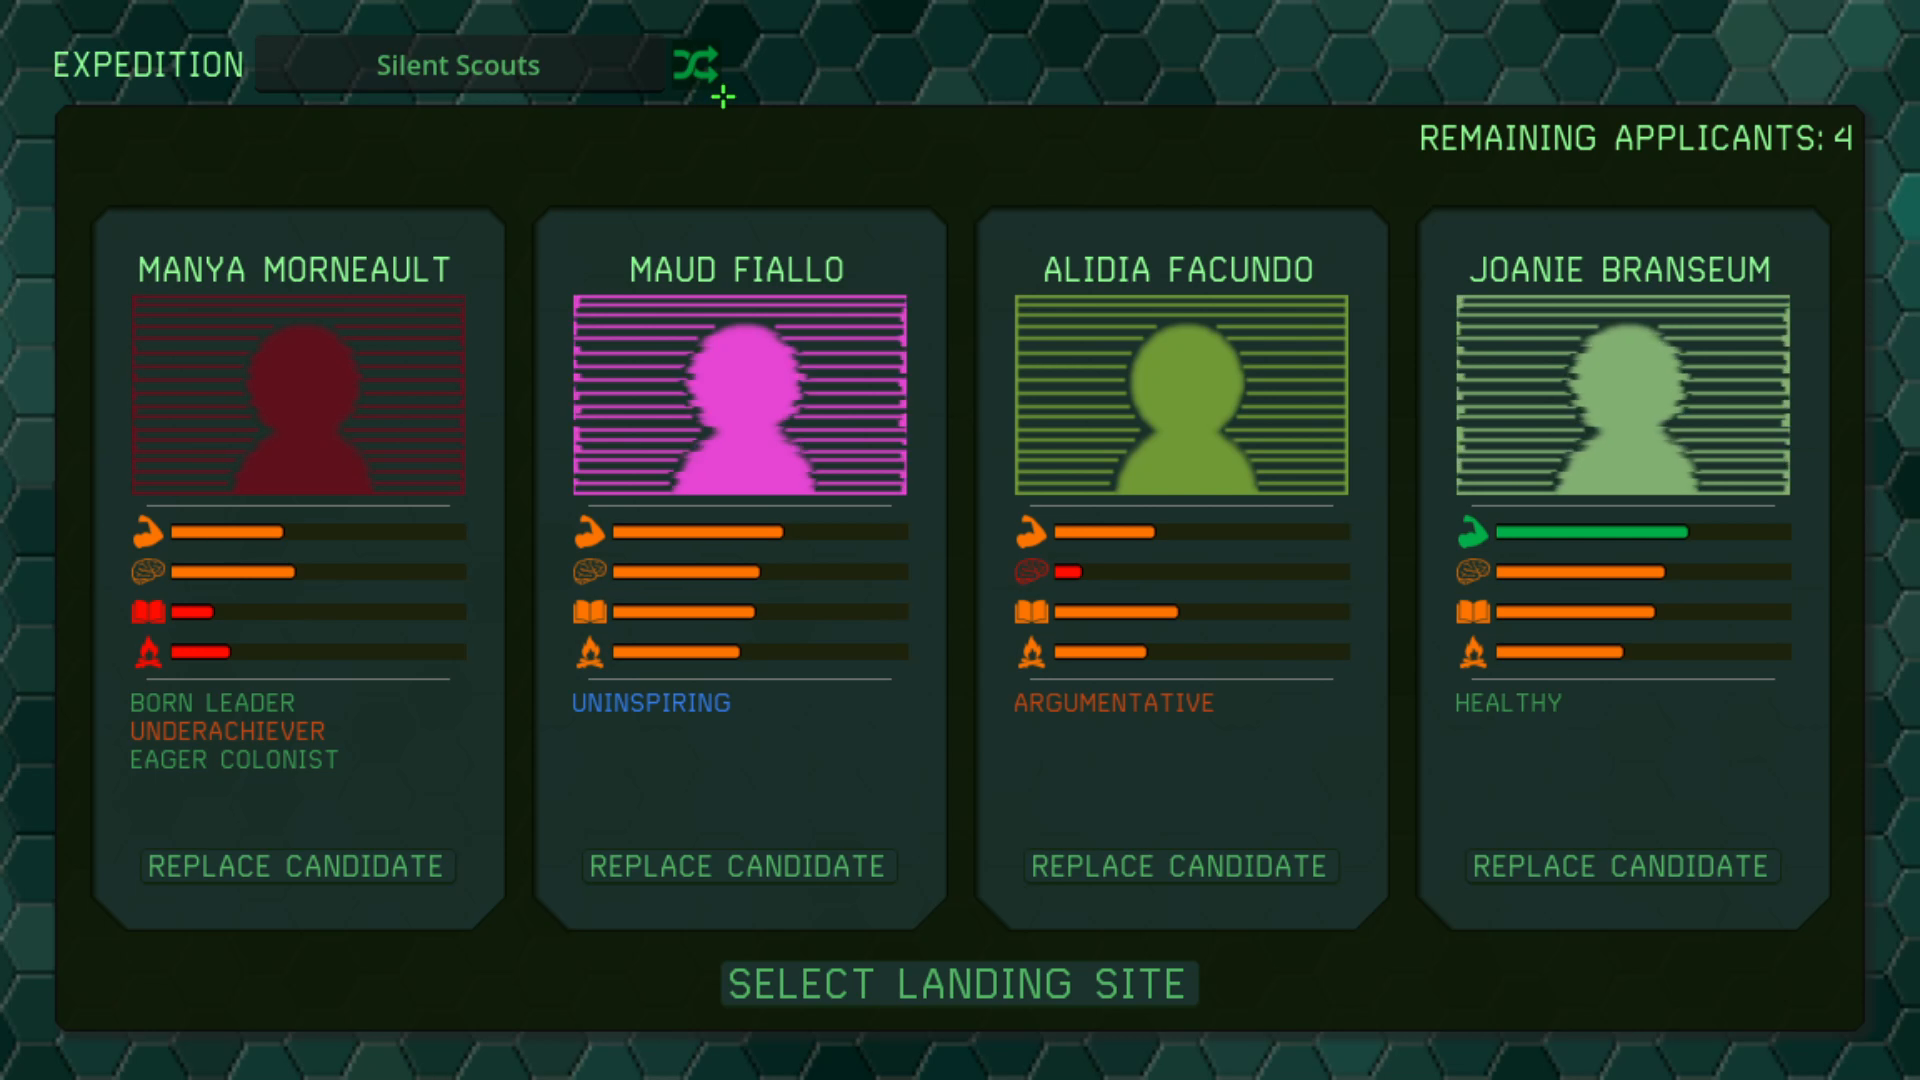 EXPEDITION Silent Scouts
REMAINING APPLICANTS: 4
MANYA MORNEAULT
BORN LEADER
UNDERACHIEVER
EAGER COLONIST
REPLACE CANDIDATE
MAUD FIALLO
UNINSPIRING
REPLACE CANDIDATE
ALIDIA FACUNDO
ARGUMENTATIVE
REPLACE CANDIDATE
JOANIE BRANSEUM
HEALTHY
REPLACE CANDIDATE
SELECT LANDING SITE